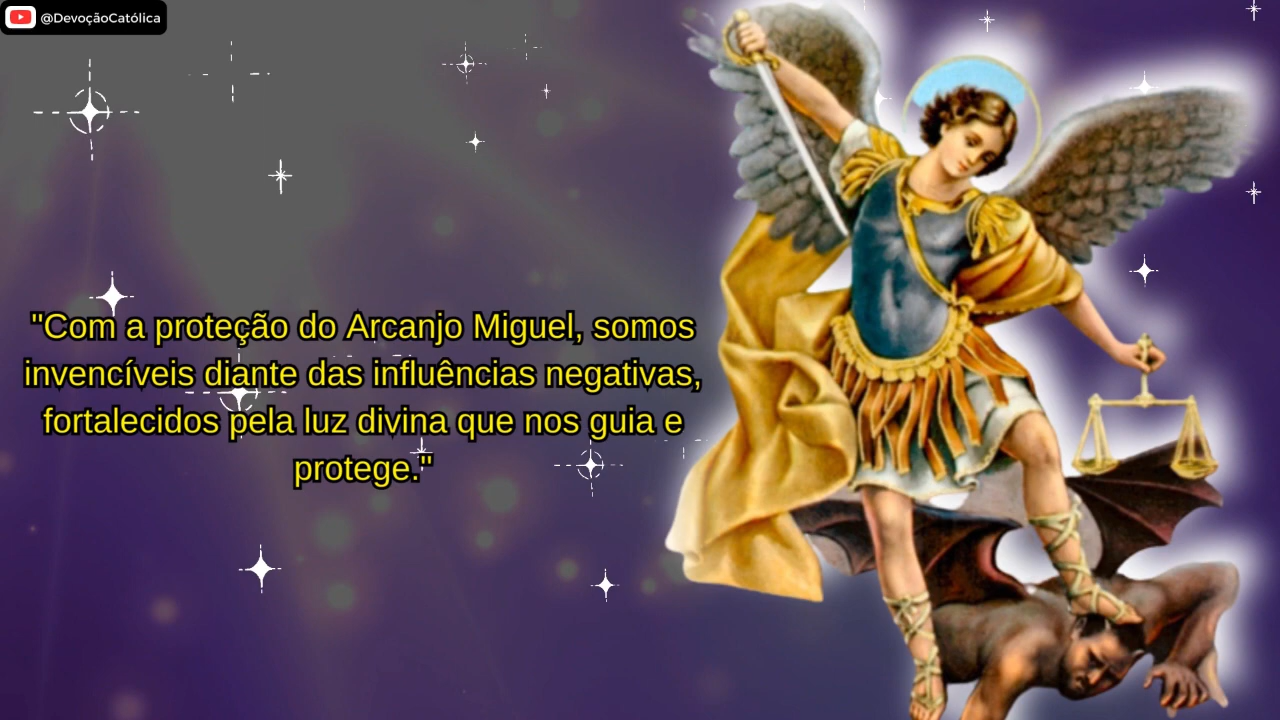 @DevoçãoCatólica
"Com a proteção do Arcanjo Miguel, somos
invencíveis diante das influências negativas,
fortalecidos pela luz divina que nos guia e
protege."